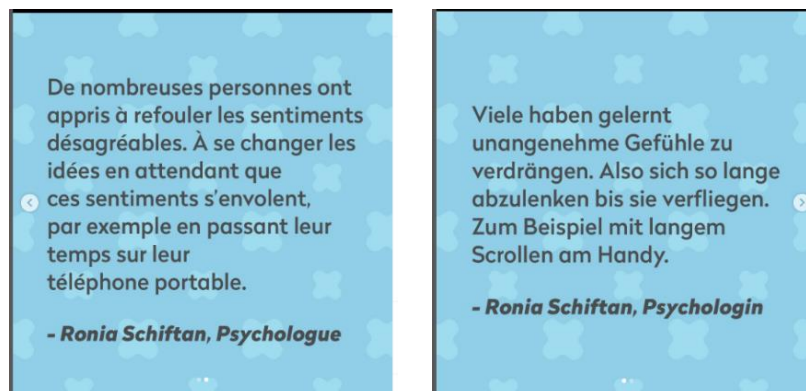 De nombreuses personnes ont
appris à refouler les sentiments
désagréables. À se changer les
idées en attendant que
ces sentiments s'envolent,
par exemple en passant leur
temps sur leur
téléphone portable.
- Ronia Schiftan, Psychologue
Viele haben gelernt
unangenehme Gefühle zu
verdrängen. Also sich so lange
abzulenken bis sie verfliegen.
Zum Beispiel mit langem
Scrollen am Handy.
- Ronia Schiftan, Psychologin